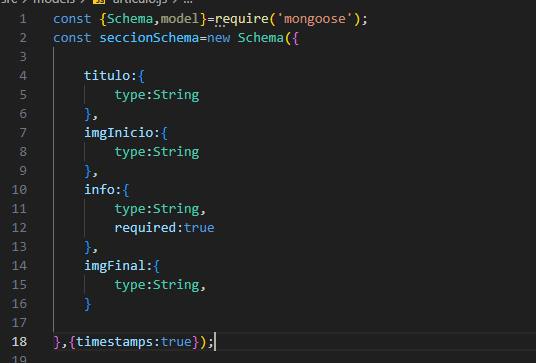 src > models > JS articulo.js > ...
1 const {Schema,model}=require('mongoose');
2 const seccionSchema=new Schema({
3
4 titulo:{
5 type:String
6 },
7 imgInicio:{
8 type:String
9 },
10 info:{
11 type:String,
12 required:true
13 },
14 imgFinal:{
15 type:String,
16 }
17
18 },{timestamps:true});
19